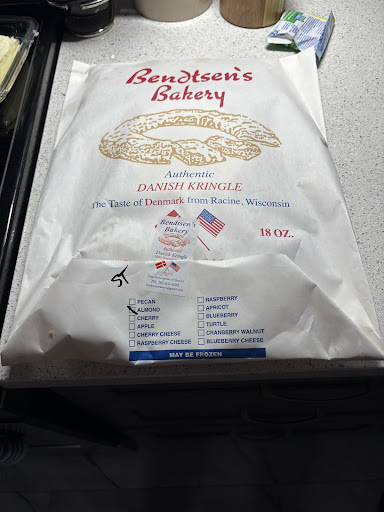 Bendtsen's
Bakery
Authentic
DANISH KRINGLE
The Taste of Denmark from Racine, Wisconsin
18 OZ.
Bendtsen's
Bakery
Authentic
Danish Kringle
ST
PECAN
ALMOND
CHERRY
APPLE
CHERRY CHEESE
RASPBERRY CHEESE
RASPBERRY
APRICOT
BLUEBERRY
TURTLE
CRANBERRY WALNUT
BLUEBERRY CHEESE
MAY BE FROZEN